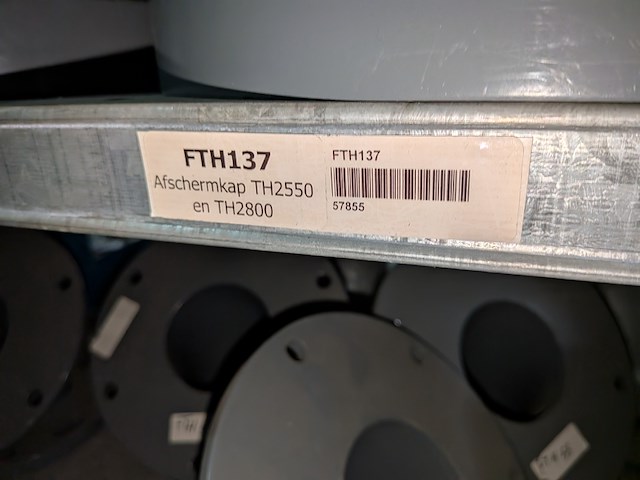 FTH137
Afschermkap TH2550
en TH2800
FTH137
57855